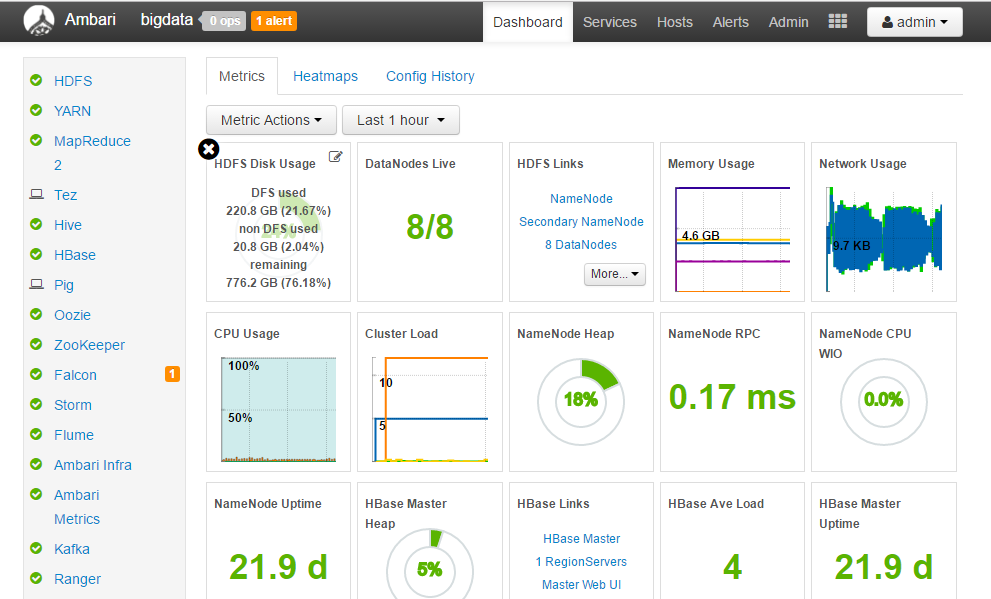 Ambari bigdata 0 ops 1 alert Dashboard Services Hosts Alerts Admin admin
HDFS
YARN
MapReduce
2
Tez
Hive
HBase
Pig
Oozie
ZooKeeper
Falcon 1
Storm
Flume
Ambari Infra
Ambari
Metrics
Kafka
Ranger
Metrics Heatmaps Config History
Metric Actions Last 1 hour
HDFS Disk Usage
DFS used
220.8 GB (21.67%)
non DFS used
20.8 GB (2.04%)
remaining
776.2 GB (76.18%)
DataNodes Live
8/8
HDFS Links
NameNode
Secondary NameNode
8 DataNodes
More...
Memory Usage
4.6 GB
Network Usage
9.7 KB
CPU Usage
100%
50%
Cluster Load
10
5
NameNode Heap
18%
NameNode RPC
0.17 ms
NameNode CPU
WIO
0.0%
NameNode Uptime
21.9 d
HBase Master
Heap
5%
HBase Links
HBase Master
1 RegionServers
Master Web UI
HBase Ave Load
4
HBase Master
Uptime
21.9 d